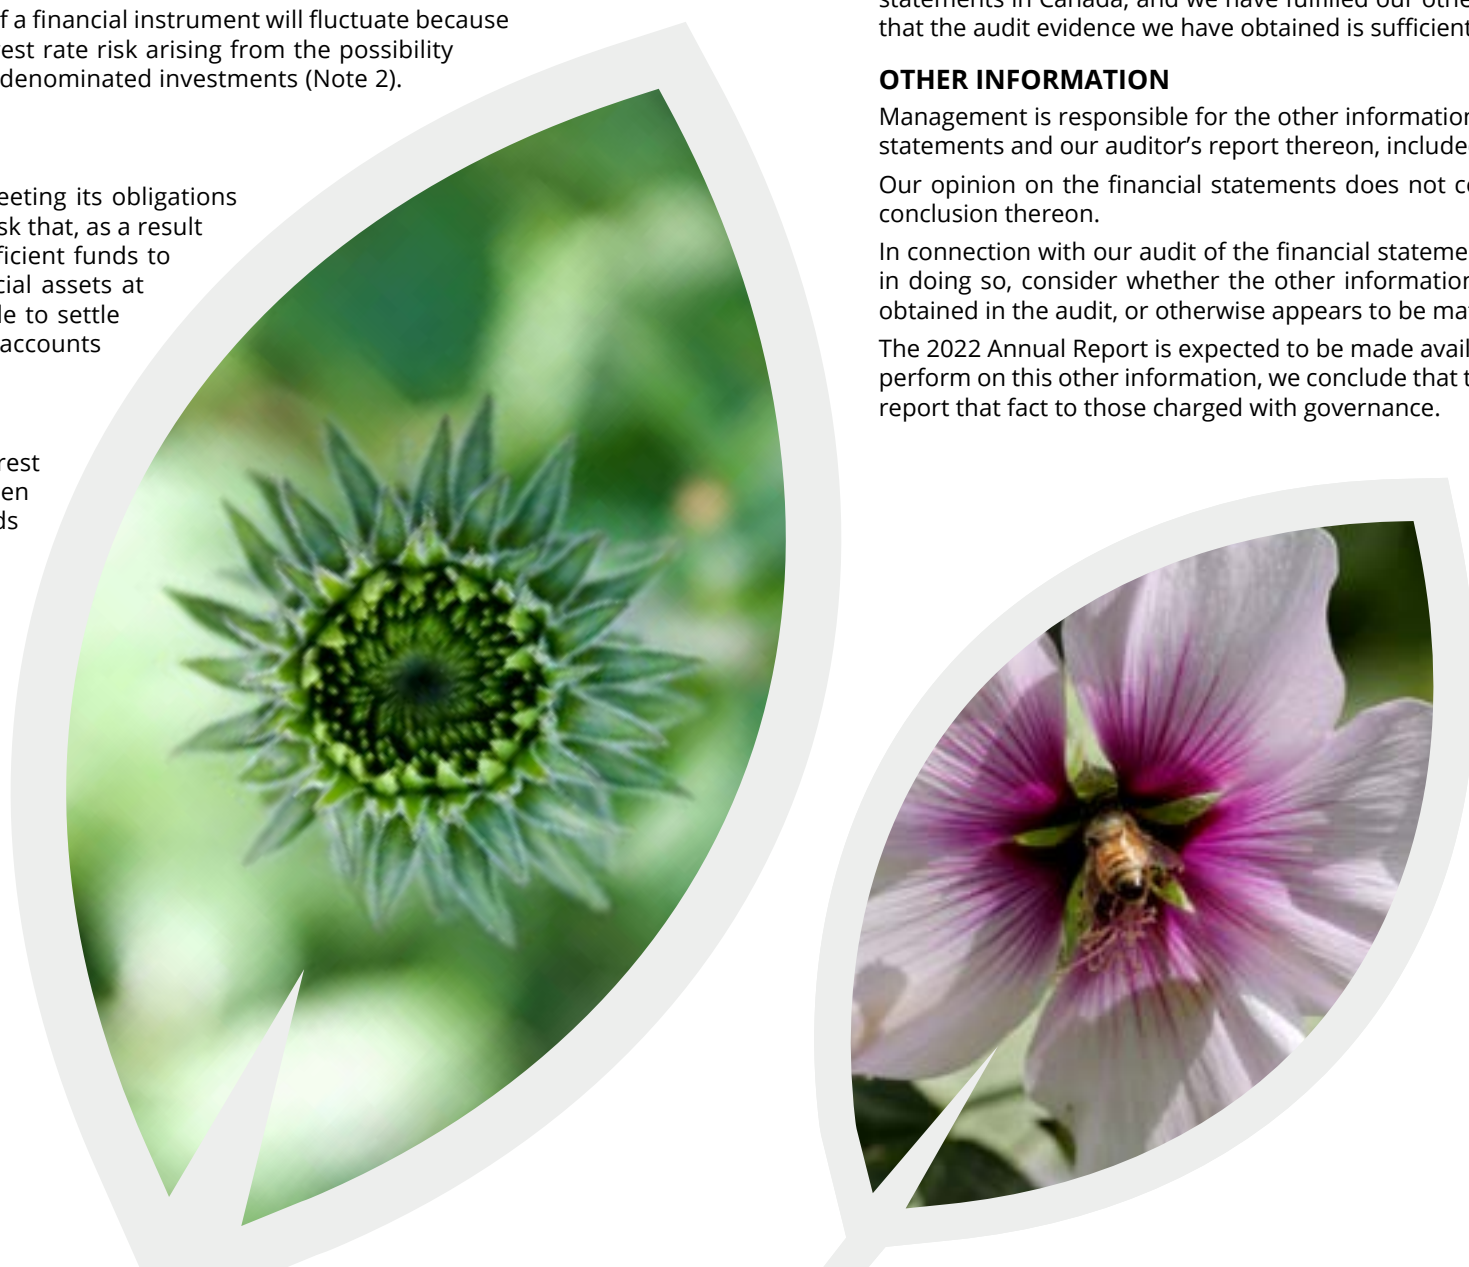 f a financial instrument will fluctuate because
est rate risk arising from the possibility
denominated investments (Note 2).
eeting its obligations
sk that, as a result
ficient funds to
cial assets at
le to settle
accounts
rest
en
ds
statements in Canada, and we have fulfilled our othe
that the audit evidence we have obtained is sufficient
OTHER INFORMATION
Management is responsible for the other information
statements and our auditor’s report thereon, include
Our opinion on the financial statements does not co
conclusion thereon.
In connection with our audit of the financial stateme
in doing so, consider whether the other information
obtained in the audit, or otherwise appears to be ma
The 2022 Annual Report is expected to be made avail
perform on this other information, we conclude that t
report that fact to those charged with governance.